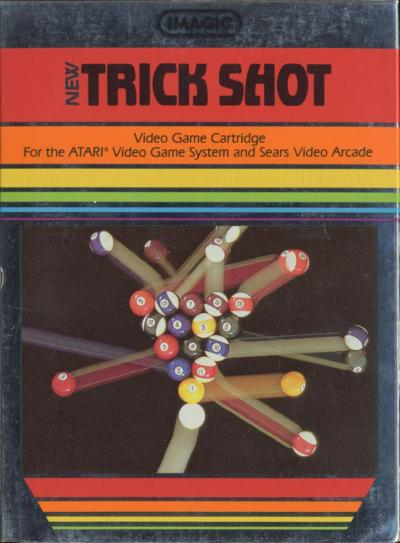 IMAGIC
NEW
TRICK SHOT
Video Game Cartridge
For the ATARI® Video Game System and Sears Video Arcade